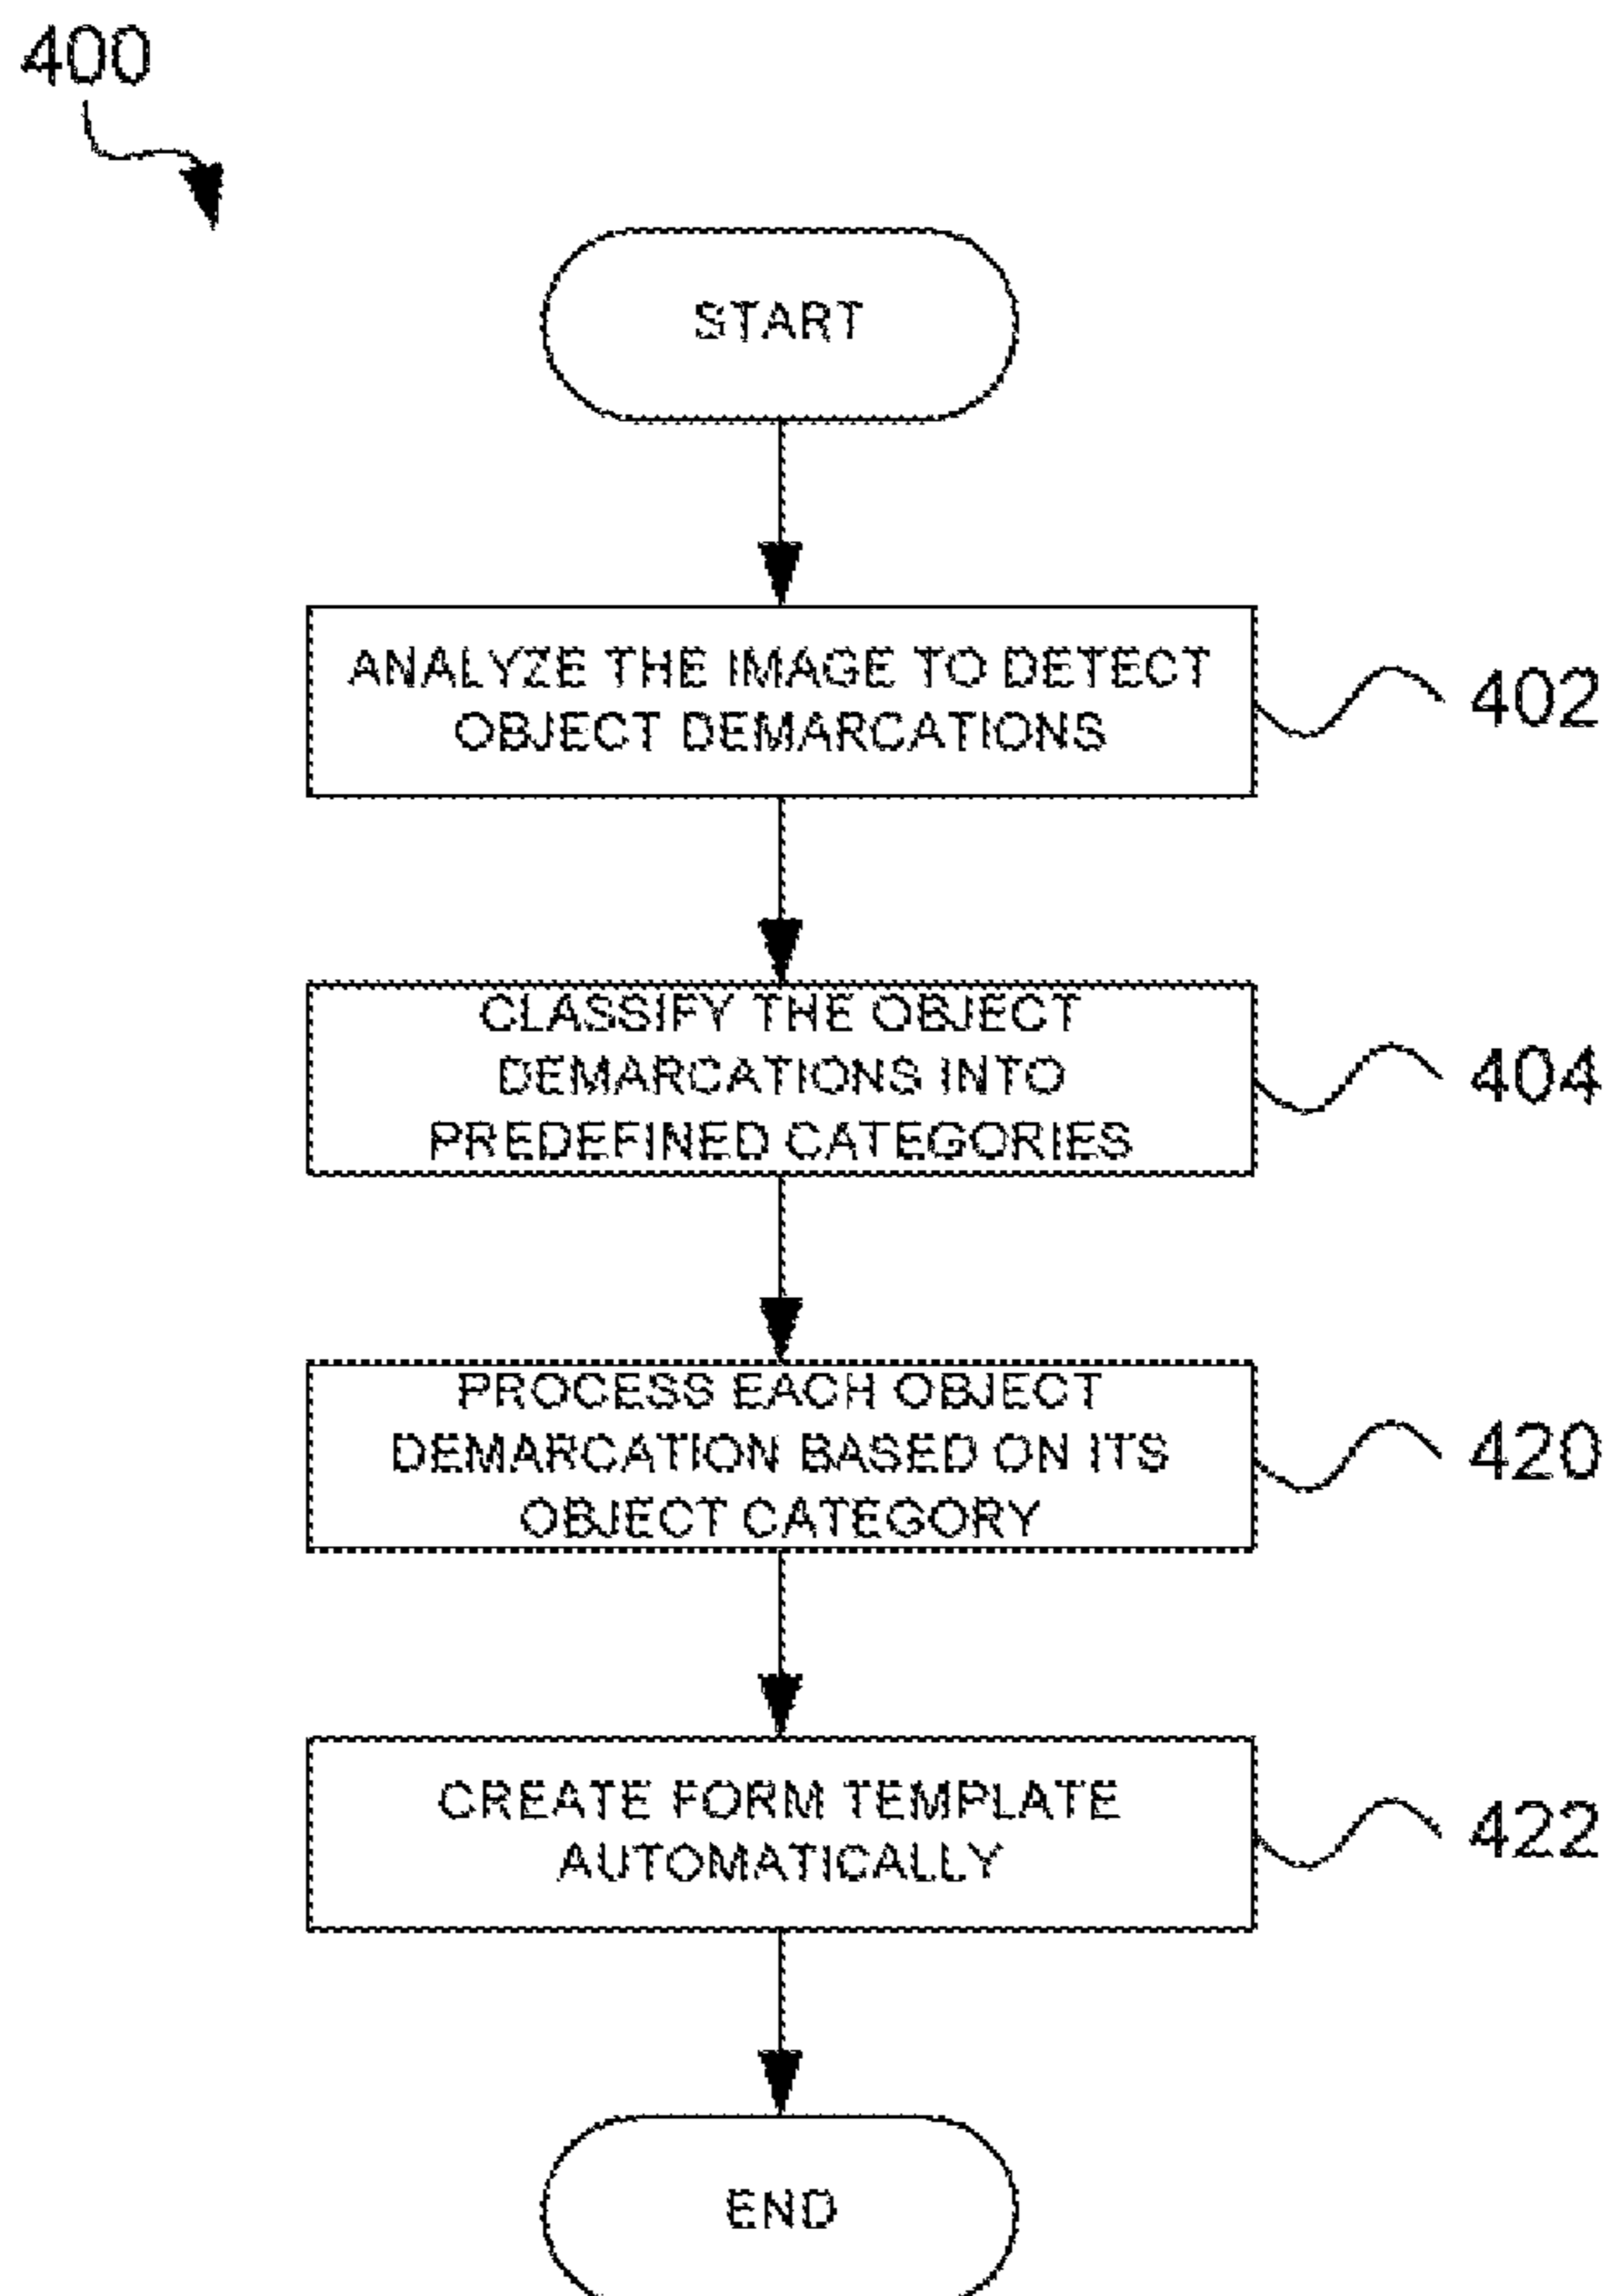 400
START
ANALYZE THE IMAGE TO DETECT
OBJECT DEMARCATIONS
402
CLASSIFY THE OBJECT
DEMARCATIONS INTO
PREDEFINED CATEGORIES
404
PROCESS EACH OBJECT
DEMARCATION BASED ON ITS
OBJECT CATEGORY
420
CREATE FORM TEMPLATE
AUTOMATICALLY
422
END